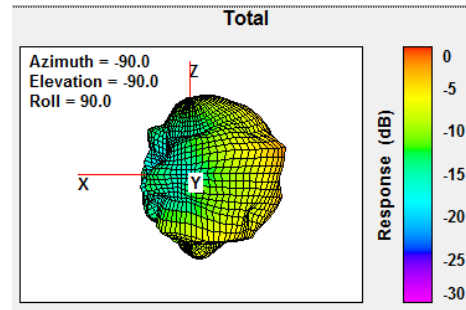 Total
Azimuth = -90.0
Elevation = -90.0
Roll = 90.0
Z
X
Y
Response (dB)
0
-5
-10
-15
-20
-25
-30